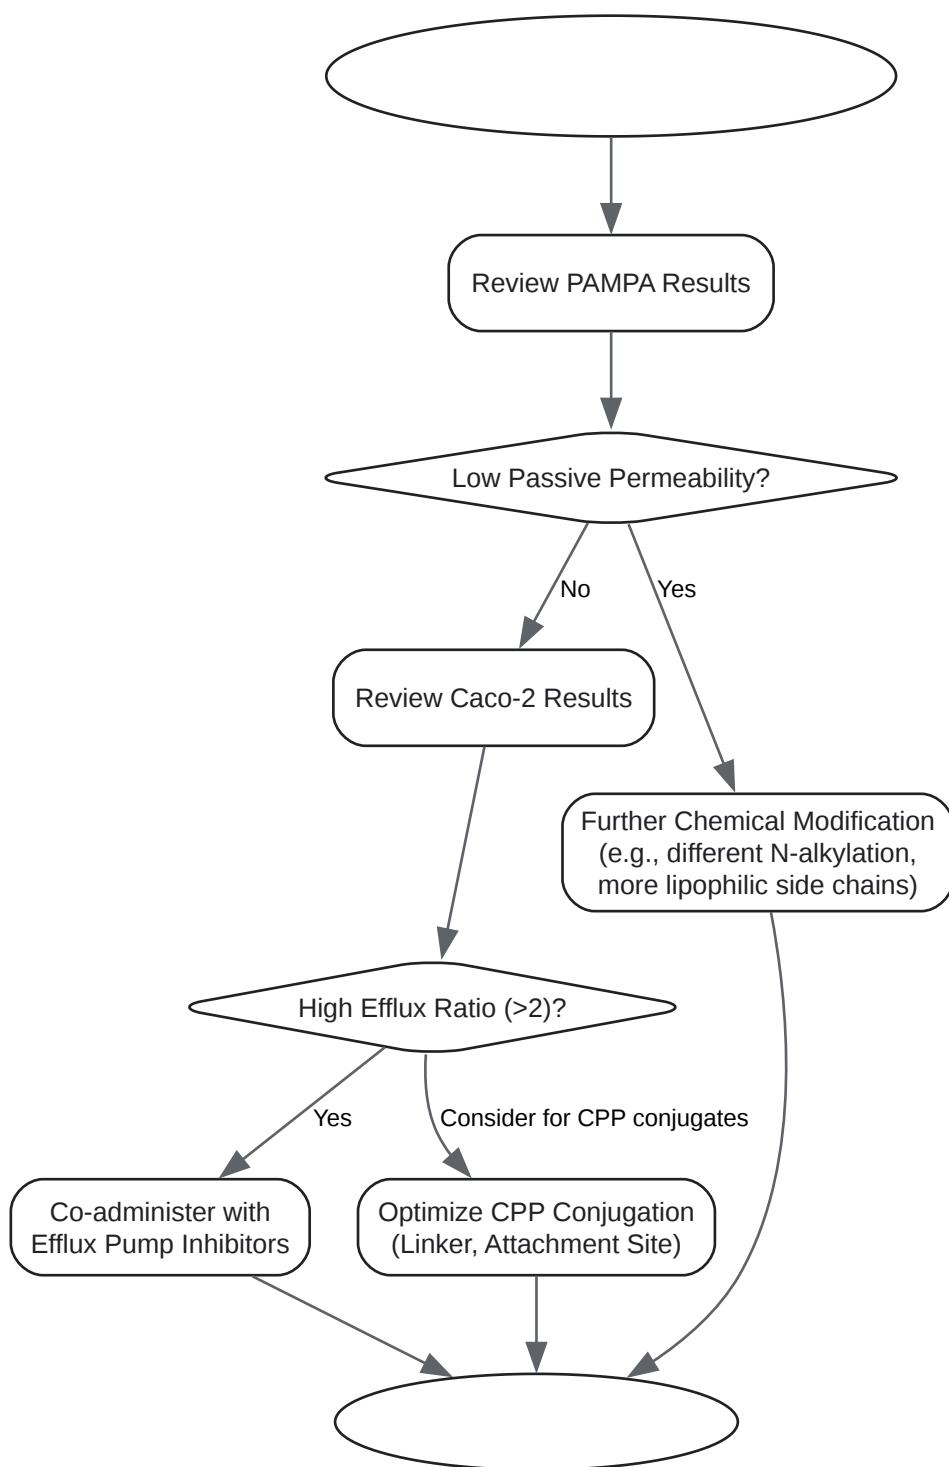 Review PAMPA Results
Low Passive Permeability?
No
Yes
Review Caco-2 Results
Further Chemical Modification
(e.g., different N-alkylation,
more lipophilic side chains)
High Efflux Ratio (>2)?
Yes
Consider for CPP conjugates
Co-administer with
Efflux Pump Inhibitors
Optimize CPP Conjugation
(Linker, Attachment Site)